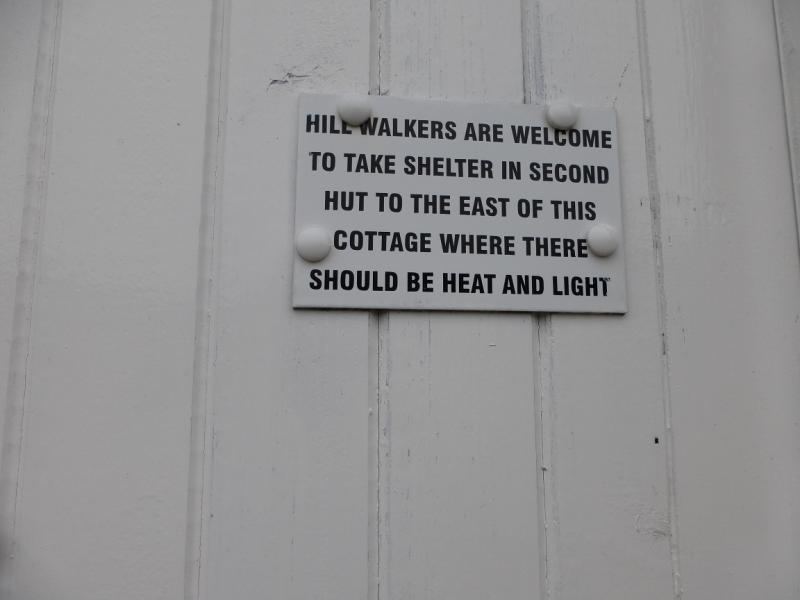 HILL WALKERS ARE WELCOME
TO TAKE SHELTER IN SECOND
HUT TO THE EAST OF THIS
COTTAGE WHERE THERE
SHOULD BE HEAT AND LIGHT